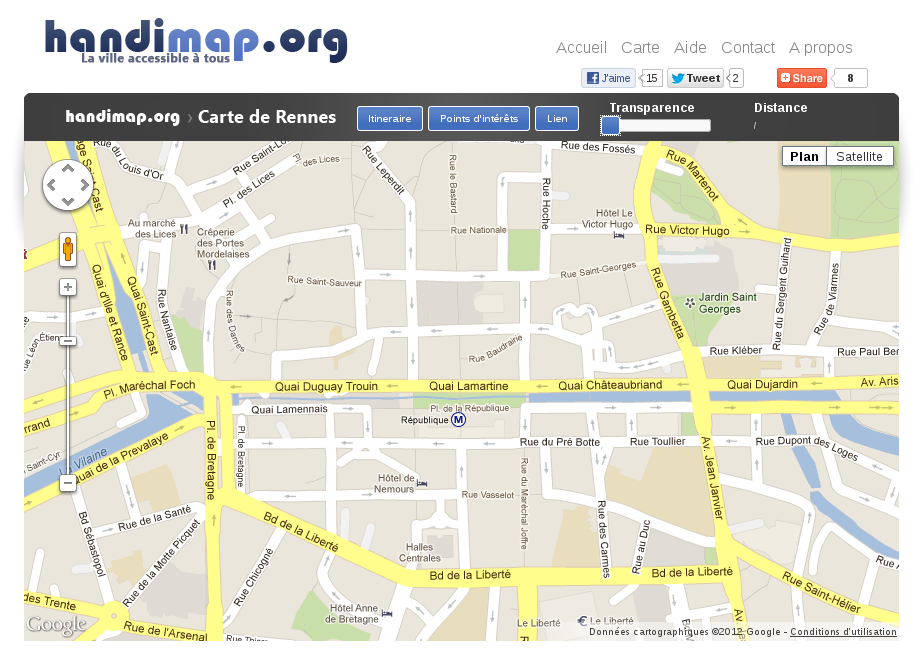 handimap.org
La ville accessible à tous
Accueil Carte Aide Contact A propos
J'aime 15 Tweet 2 Share 8
handimap.org › Carte de Rennes
Itineraire Points d'intérêts Lien
Transparence
Distance
/
Plan Satellite
Rue du Louis d'Or
Rue Saint-Lou
Pl. des Lices
Pl. des Lices
Rue Leperdit
Rue le Bastard
Rue Hoche
Rue des Fossés
Rue Martenot
age Saint-Cast
Au marché
des Lices
Crêperie
des Portes
Mordelaises
Rue Nationale
Hôtel Le
Victor Hugo
Rue Victor Hugo
Rue Saint-Georges
Rue Saint-Sauveur
Rue des Dames
Quai d'Ille et Rance
Quai Saint-Cast
Rue Nantaise
Rue Gambetta
Jardin Saint
Georges
Rue du Sergent Guihard
Rue de Viarmes
Rue Léon
Étien
Rue Baudrairie
Rue Kléber
Rue Paul Ber
Pl. Maréchal Foch
Quai Duguay Trouin
Quai Lamartine
Quai Châteaubriand
Quai Dujardin
Av. Aris
Quai Lamennais
Pl. de la République
République M
Pl. de Bretagne
Pl. de Bretagne
Rue du Pré Botte
Rue Toullier
Rue Dupont des Loges
Saint-Cyr
La Vilaine
Quai de la Prevalaye
Hôtel de
Nemours
Rue Vasselot
Rue du Maréchal Joffre
Av. Jean Janvier
Bd Sébastopol
Rue de la Santé
Rue de la Motte Picquet
Bd de la Liberté
Rue des Carmes
Rue au Duc
Halles
Centrales
Rue Chicogné
Bd de la Liberté
Bd de la Liberté
Rue Saint-Hélier
Rue A
des Trente
Rue de l'Arsenal
Rue Thiers
Hôtel Anne
de Bretagne
Le Liberté
Le Liberté
Av.
Bd
Google
Données cartographiques ©2012 Google - Conditions d'utilisation